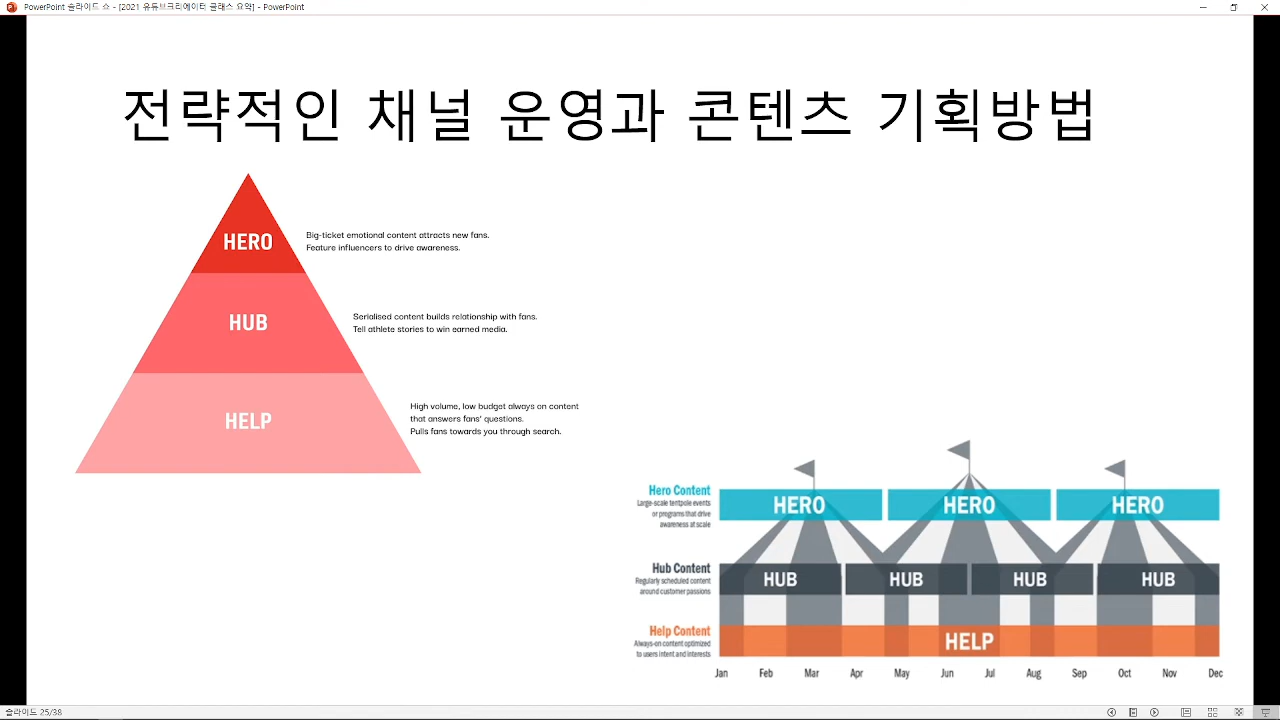 PowerPoint 슬라이드 쇼 - [2021 유튜브크리에이터 클래스 요약] - PowerPoint
전략적인 채널 운영과 콘텐츠 기획방법
HERO
Big-ticket emotional content attracts new fans.
Feature influencers to drive awareness.
HUB
Serialised content builds relationship with fans.
Tell athlete stories to win earned media.
HELP
High volume, low budget always on content
that answers fans' questions.
Pulls fans towards you through search.
Hero Content
Large-scale tentpole events
or programs that drive
awareness at scale
HERO HERO HERO
Hub Content
Regularly scheduled content
around customer passions
HUB HUB HUB HUB
Help Content
Always-on content optimized
to users intent and interests
HELP
Jan Feb Mar Apr May Jun Jul Aug Sep Oct Nov Dec
슬라이드 25/38